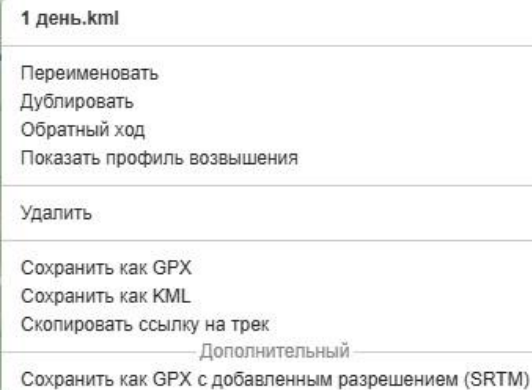 1 день.kml
Переименовать
Дублировать
Обратный ход
Показать профиль возвышения
Удалить
Сохранить как GPX
Сохранить как KML
Скопировать ссылку на трек
Дополнительный
Сохранить как GPX с добавленным разрешением (SRTM)